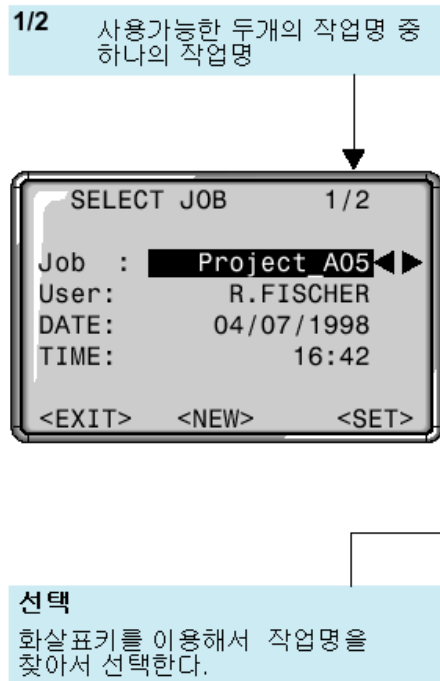 1/2 사용가능한 두개의 작업명 중
하나의 작업명
SELECT JOB 1/2
Job : Project_A05◀▶
User: R.FISCHER
DATE: 04/07/1998
TIME: 16:42
<EXIT> <NEW> <SET>
선택
화살표키를 이용해서 작업명을
찾아서 선택한다.